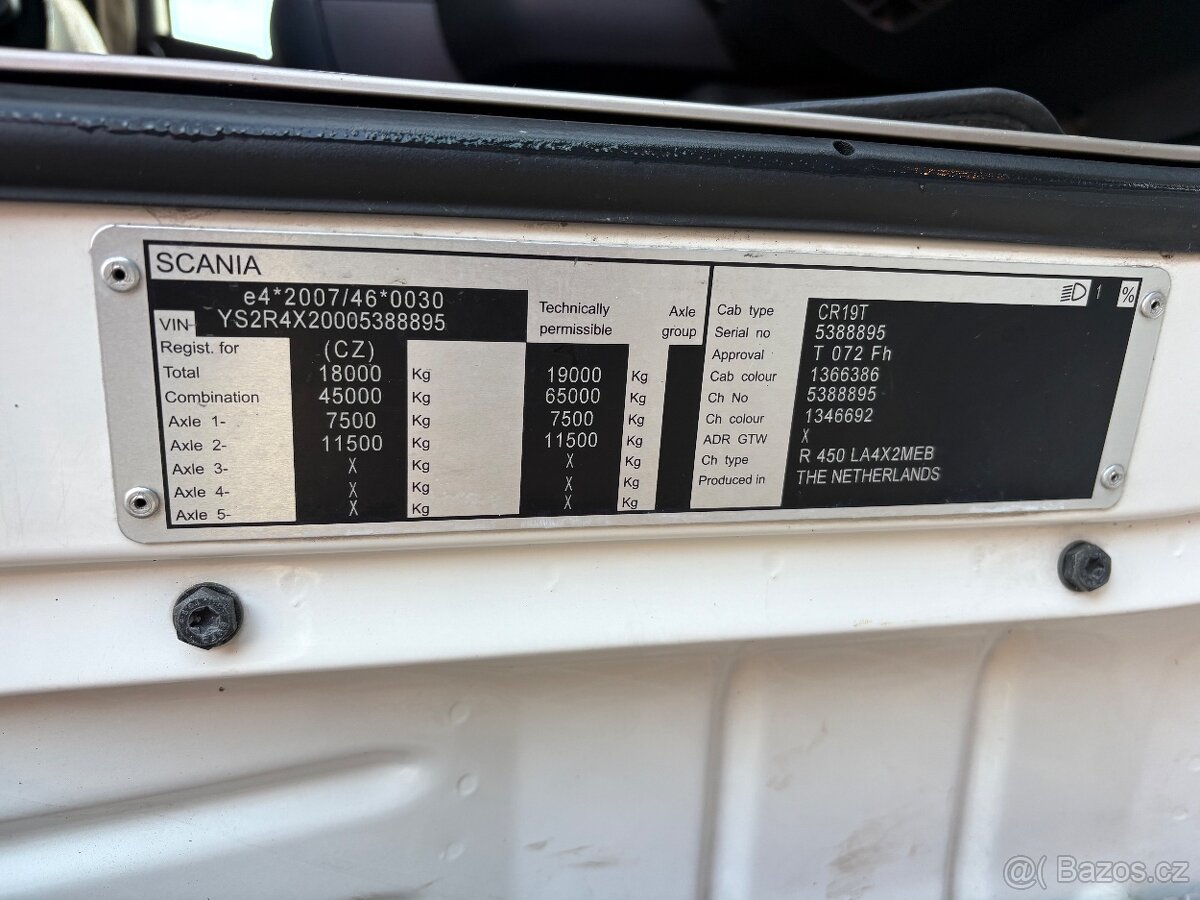 SCANIA
e4*2007/46*0030
VIN- YS2R4X20005388895
Technically permissible
Axle group
Regist. for (CZ)
Total 18000 Kg 19000 Kg
Combination 45000 Kg 65000 Kg
Axle 1- 7500 Kg 7500 Kg
Axle 2- 11500 Kg 11500 Kg
Axle 3- X Kg X Kg
Axle 4- X Kg X Kg
Axle 5- X Kg X Kg
1 %
Cab type CR19T
Serial no 5388895
Approval T 072 Fh
Cab colour 1366386
Ch No 5388895
Ch colour 1346692
ADR GTW X
Ch type R 450 LA4X2MEB
Produced in THE NETHERLANDS
@( Bazos.cz